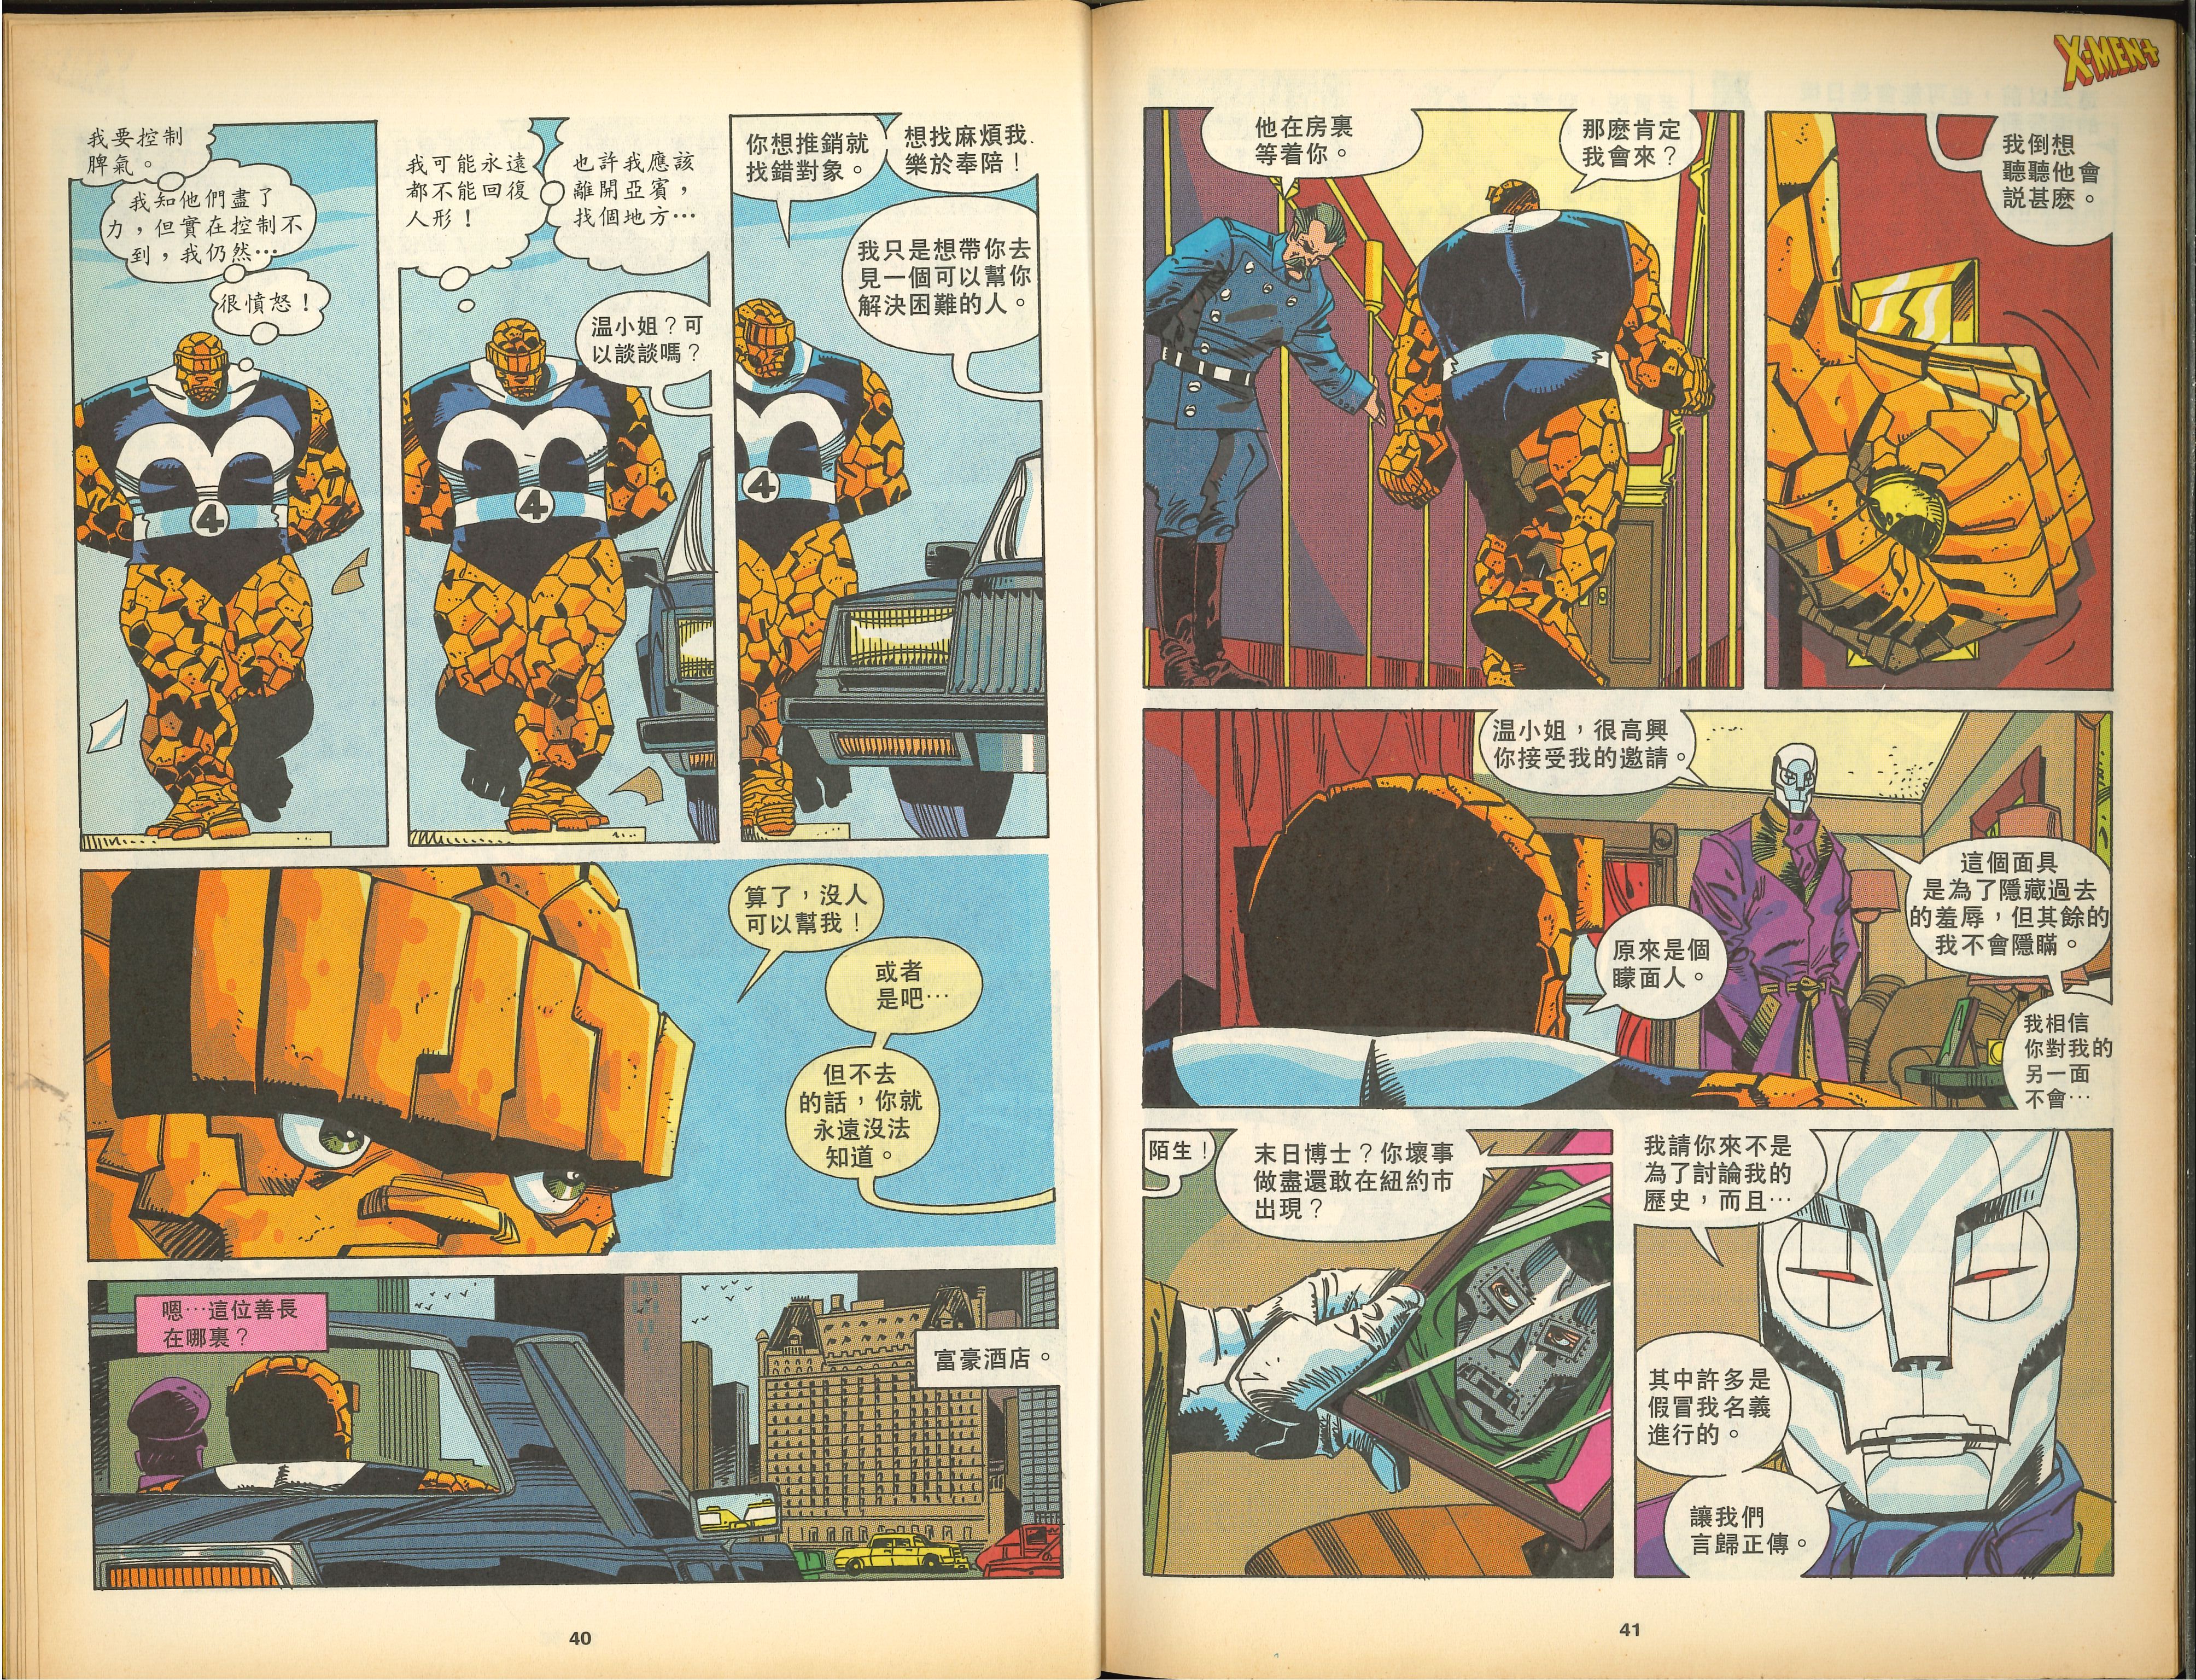 我要控制
脾氣。
我知他們盡了
力，但實在控制不
到，我仍然…
很憤怒！
4
我可能永遠
都不能回復
人形！
也許我應該
離開亞賓，
找個地方…
温小姐？可
以談談嗎？
4
你想推銷就
找錯對象。
想找麻煩我
樂於奉陪！
我只是想帶你去
見一個可以幫你
解決困難的人。
4
算了，沒人
可以幫我！
或者
是吧…
但不去
的話，你就
永遠沒法
知道。
嗯…這位善長
在哪裏？
富豪酒店。
40
X-MEN+
他在房裏
等着你。
那麼肯定
我會來？
我倒想
聽聽他會
説甚麽。
温小姐，很高興
你接受我的邀請。
原來是個
矇面人。
這個面具
是為了隱藏過去
的羞辱，但其餘的
我不會隱瞞。
我相信
你對我的
另一面
不會…
陌生！
末日博士？你壞事
做盡還敢在紐約市
出現？
我請你來不是
為了討論我的
歷史，而且…
其中許多是
假冒我名義
進行的。
讓我們
言歸正傳。
41